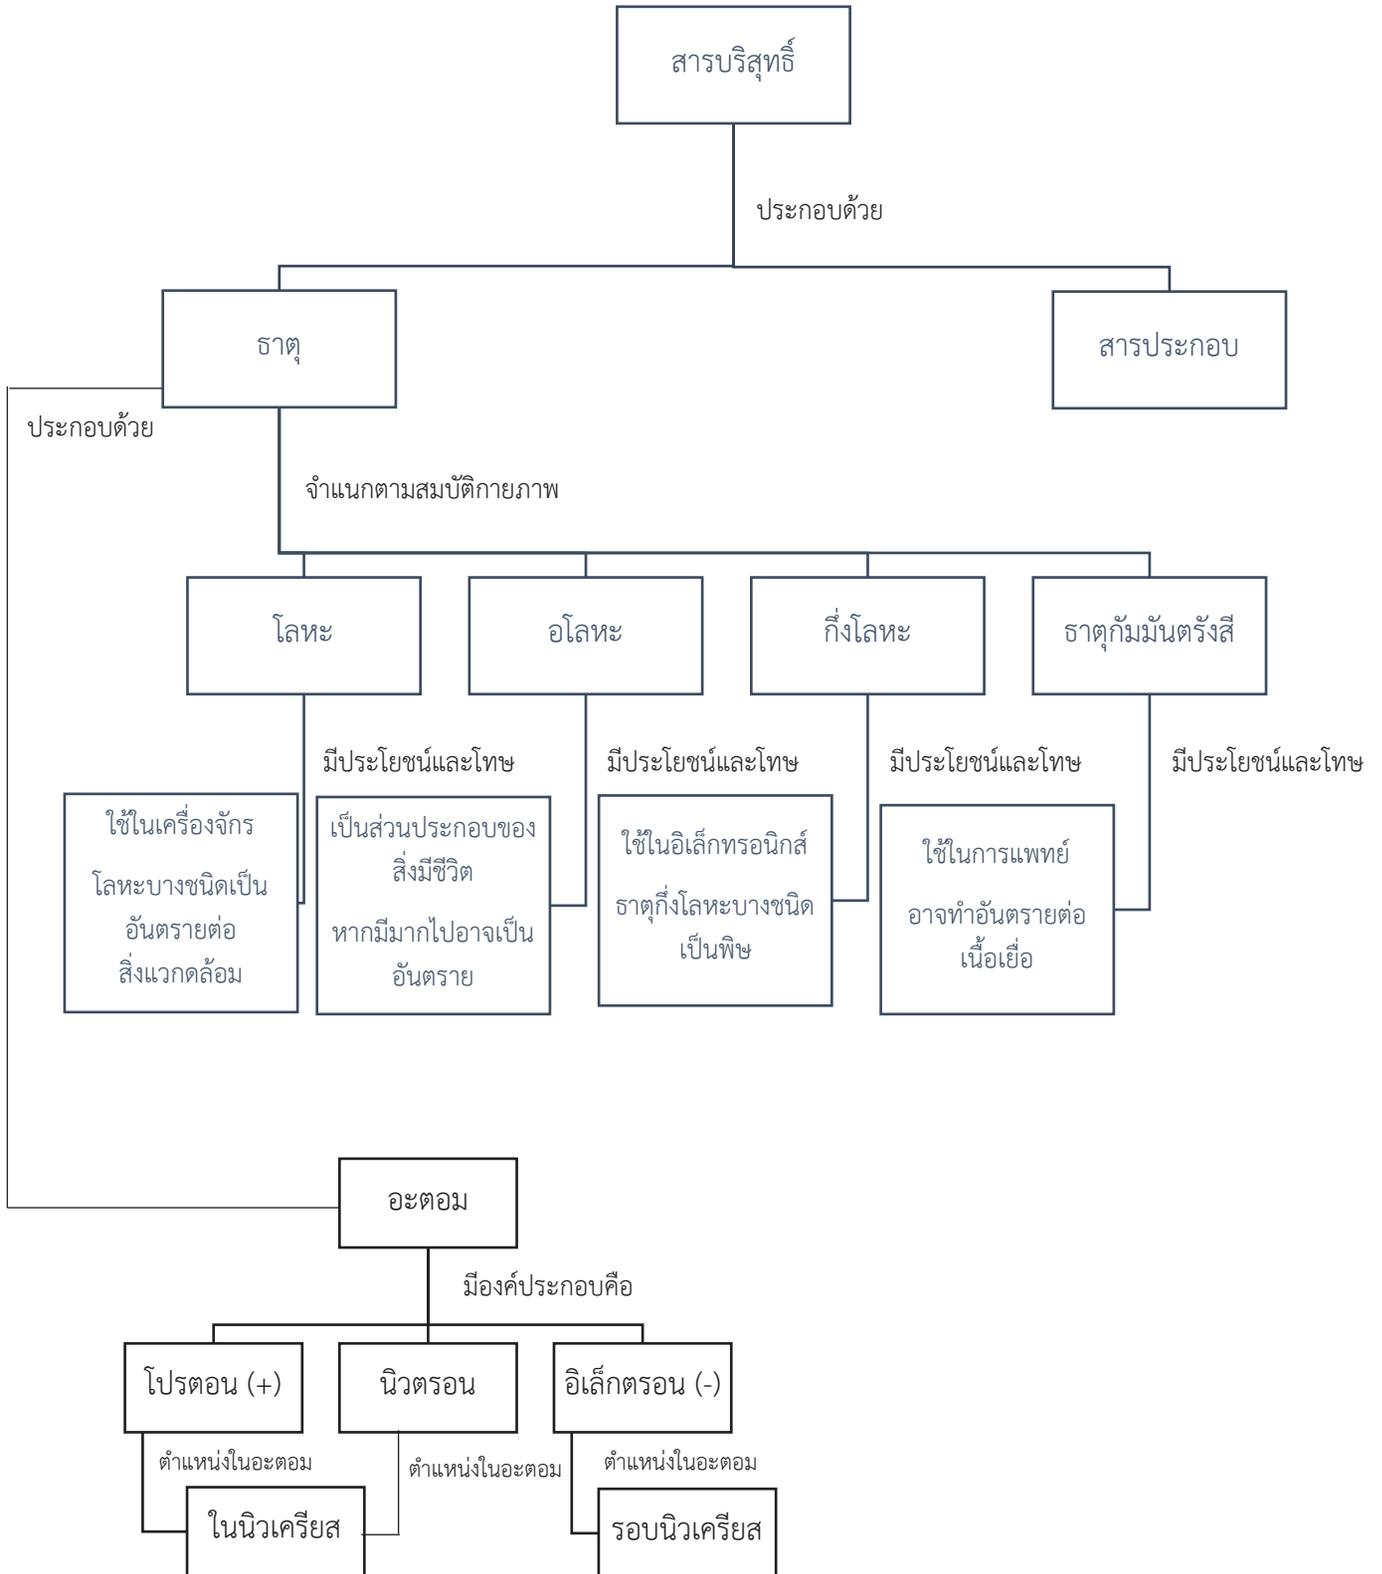 สารบริสุทธิ์
ประกอบด้วย
ธาตุ
สารประกอบ
ประกอบด้วย
จำแนกตามสมบัติกายภาพ
โลหะ
อโลหะ
กึ่งโลหะ
ธาตุกัมมันตรังสี
มีประโยชน์และโทษ
มีประโยชน์และโทษ
มีประโยชน์และโทษ
มีประโยชน์และโทษ
ใช้ในเครื่องจักร
โลหะบางชนิดเป็น
อันตรายต่อ
สิ่งแวกดล้อม
เป็นส่วนประกอบของ
สิ่งมีชีวิต
หากมีมากไปอาจเป็น
อันตราย
ใช้ในอิเล็กทรอนิกส์
ธาตุกึ่งโลหะบางชนิด
เป็นพิษ
ใช้ในการแพทย์
อาจทำอันตรายต่อ
เนื้อเยื่อ
อะตอม
มีองค์ประกอบคือ
โปรตอน (+)
นิวตรอน
อิเล็กตรอน (-)
ตำแหน่งในอะตอม
ตำแหน่งในอะตอม
ตำแหน่งในอะตอม
ในนิวเครียส
รอบนิวเครียส